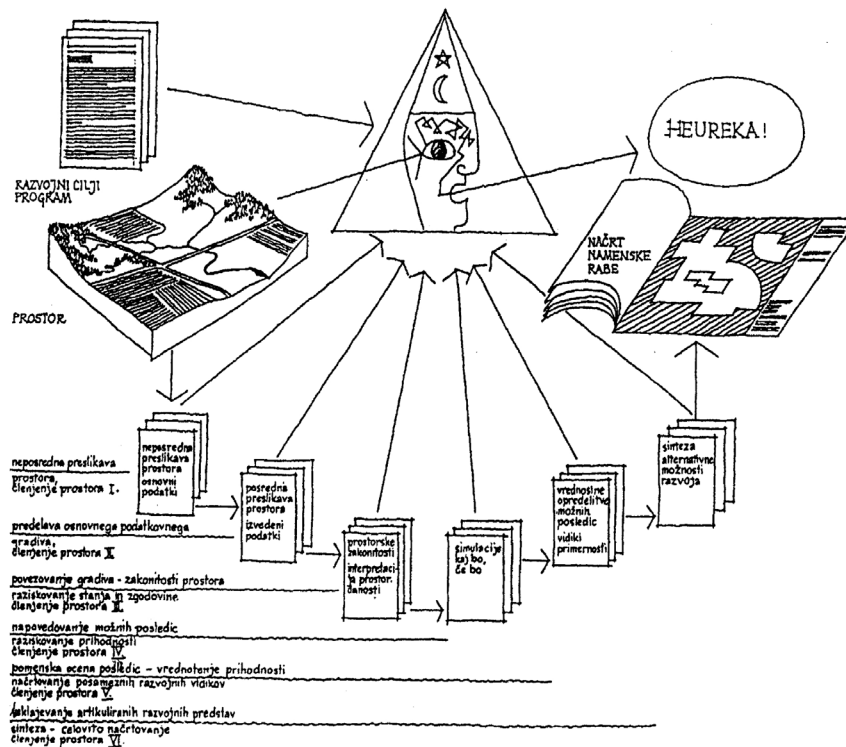 RAZVOJNI CILJI
PROGRAM
PROSTOR
HEUREKA!
NAČRT
NAMENSKE
RABE
neposredna
preslikava
prostora
osnovni
podatki
posredna
preslikava
prostora
izvedeni
podatki
prostorske
zakonitosti
interpretaci-
ja prostor.
danosti
simulacije
kaj bo,
če bo
vrednostne
opredelitve
možnih
posledic
vidiki
primernosti
sinteza
alternativne
možnosti
razvoja
neposredna preslikava
prostora,
členjenje prostora I.
predelava osnovnega podatkovnega
gradiva,
členjenje prostora II.
povezovanje gradiva - zakonitosti prostora
raziskovanje stanja in zgodovine
členjenje prostora III.
napovedovanje možnih posledic
raziskovanje prihodnosti
členjenje prostora IV.
pomenska ocena posledic - vrednotenje prihodnosti
načrtovanje posameznih razvojnih vidikov
členjenje prostora V.
usklajevanje artikuliranih razvojnih predstav
sinteza - celovito načrtovanje
členjenje prostora VI.